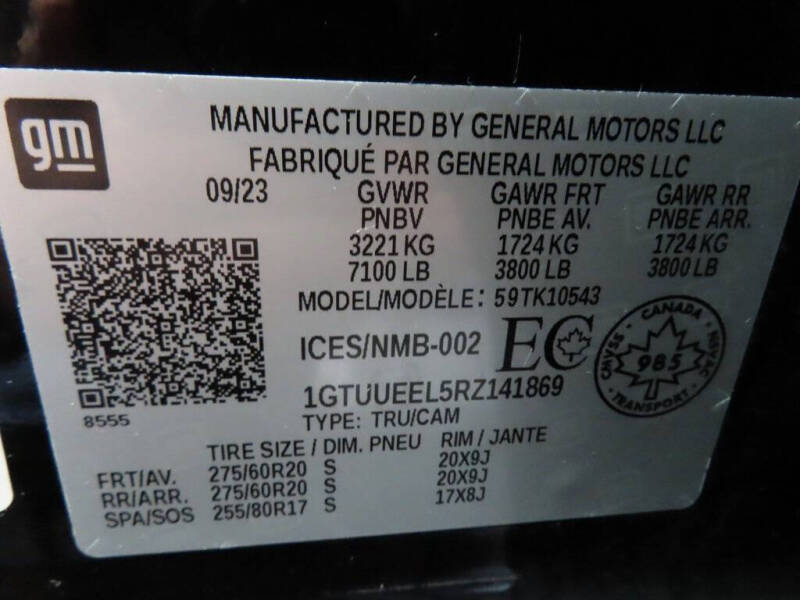 gm
MANUFACTURED BY GENERAL MOTORS LLC
FABRIQUÉ PAR GENERAL MOTORS LLC
09/23 GVWR GAWR FRT GAWR RR
PNBV PNBE AV. PNBE ARR.
3221 KG 1724 KG 1724 KG
7100 LB 3800 LB 3800 LB
MODEL/MODÈLE: 59TK10543
ICES/NMB-002 EC
CANADA
CMVSS 985 NSVAC
TRANSPORT
1GTUUEEL5RZ141869
8555
TYPE: TRU/CAM
TIRE SIZE / DIM. PNEU RIM / JANTE
FRT/AV. 275/60R20 S 20X9J
RR/ARR. 275/60R20 S 20X9J
SPA/SOS 255/80R17 S 17X8J